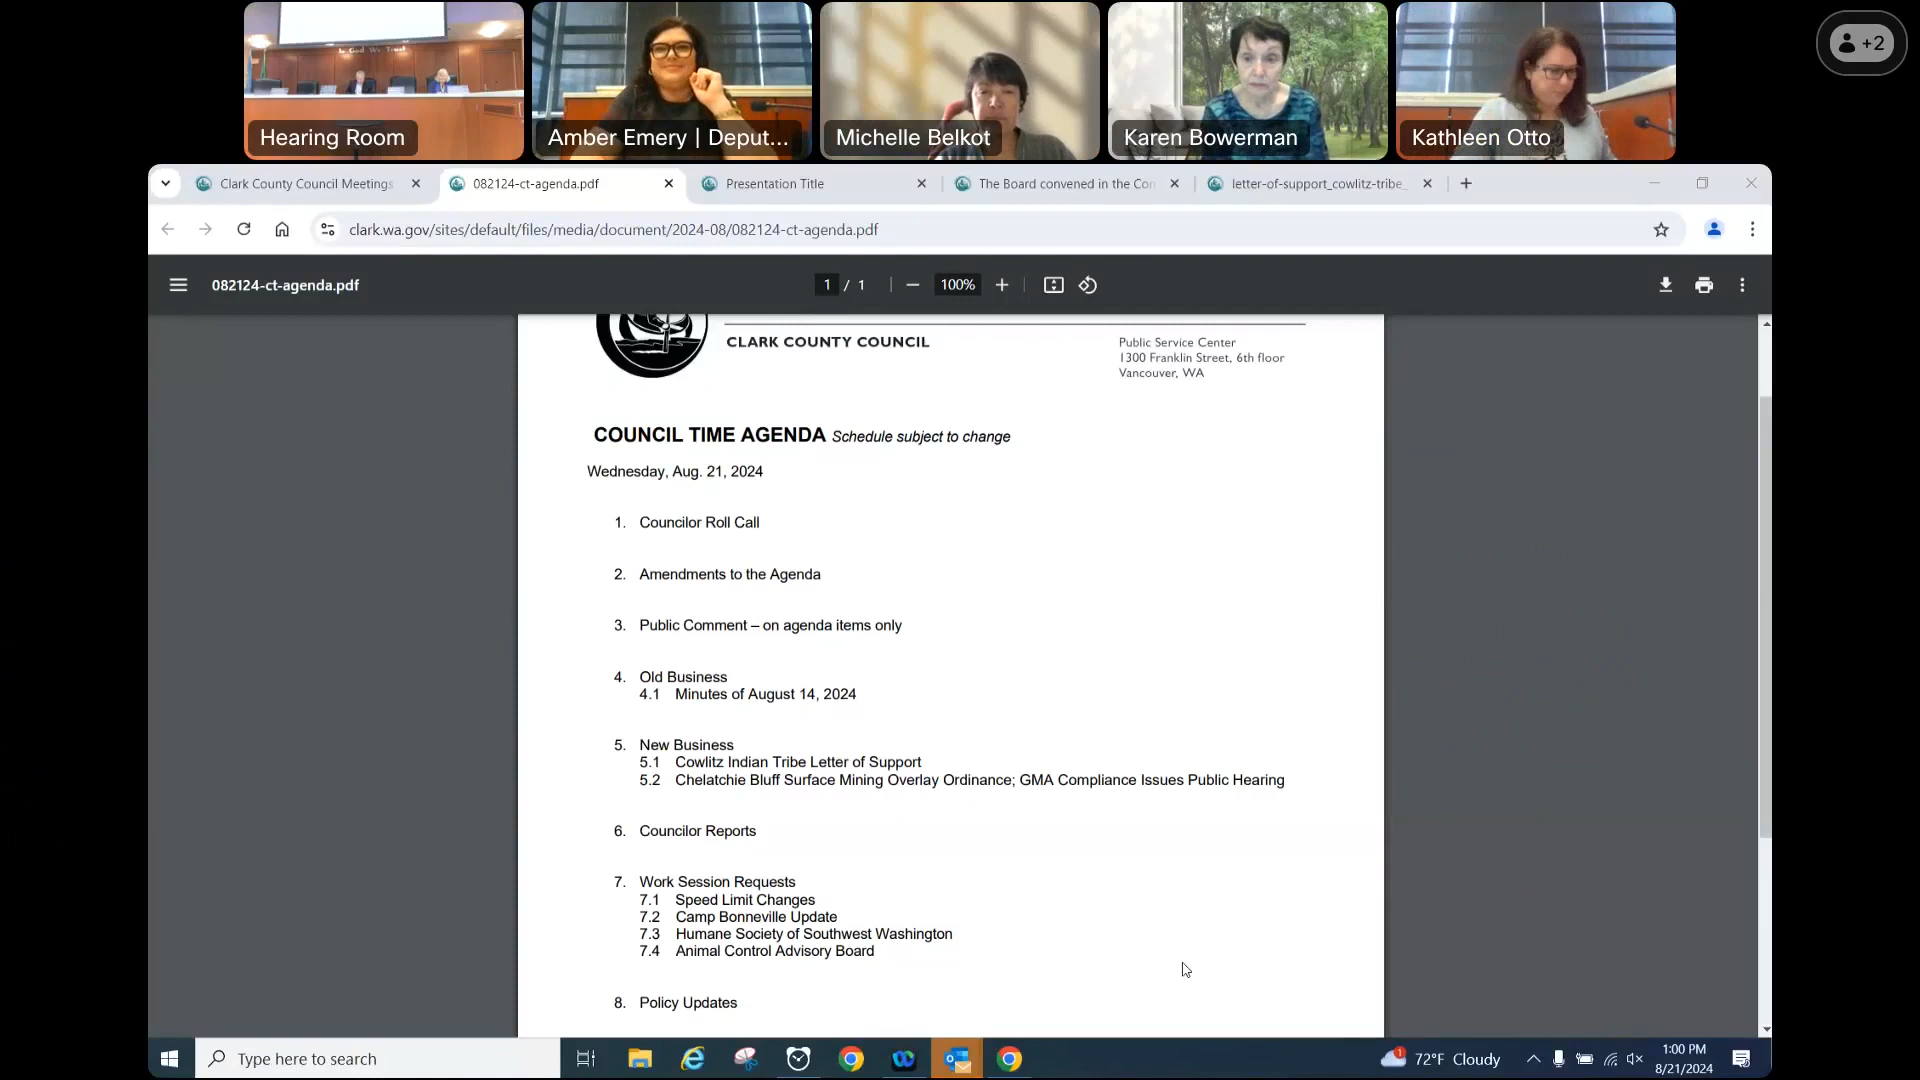 In God We Trust
Hearing Room
Amber Emery | Deput...
Michelle Belkot
Karen Bowerman
Kathleen Otto
+2
Clark County Council Meetings
082124-ct-agenda.pdf
Presentation Title
The Board convened in the Con
letter-of-support_cowlitz-tribe_
clark.wa.gov/sites/default/files/media/document/2024-08/082124-ct-agenda.pdf
082124-ct-agenda.pdf
1 / 1
100%
CLARK COUNTY COUNCIL
Public Service Center
1300 Franklin Street, 6th floor
Vancouver, WA
COUNCIL TIME AGENDA Schedule subject to change
Wednesday, Aug. 21, 2024
1. Councilor Roll Call
2. Amendments to the Agenda
3. Public Comment – on agenda items only
4. Old Business
4.1 Minutes of August 14, 2024
5. New Business
5.1 Cowlitz Indian Tribe Letter of Support
5.2 Chelatchie Bluff Surface Mining Overlay Ordinance; GMA Compliance Issues Public Hearing
6. Councilor Reports
7. Work Session Requests
7.1 Speed Limit Changes
7.2 Camp Bonneville Update
7.3 Humane Society of Southwest Washington
7.4 Animal Control Advisory Board
8. Policy Updates
Type here to search
1
72°F Cloudy
1:00 PM
8/21/2024